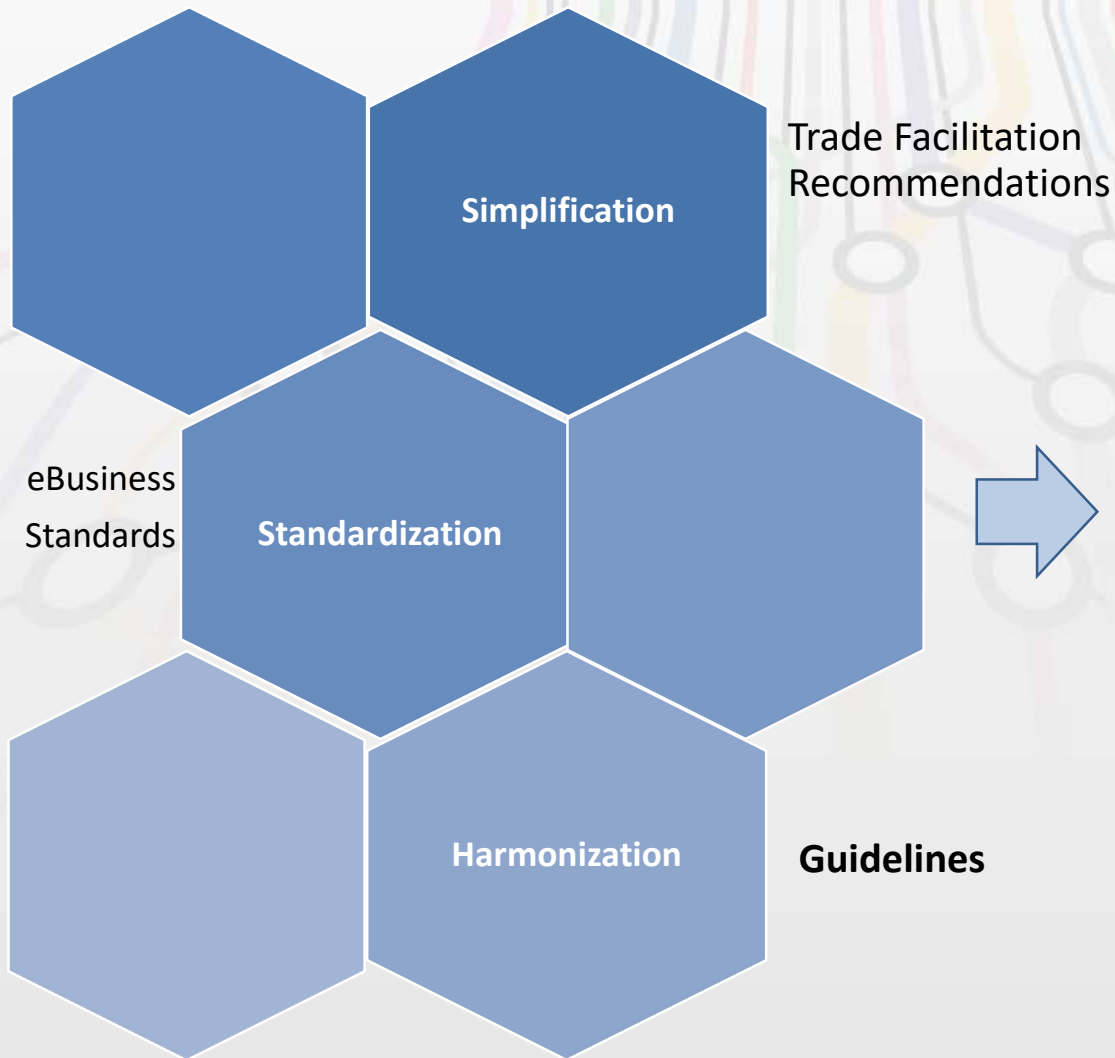 Simplification
Trade Facilitation
Recommendations
eBusiness
Standards
Standardization
Harmonization
Guidelines